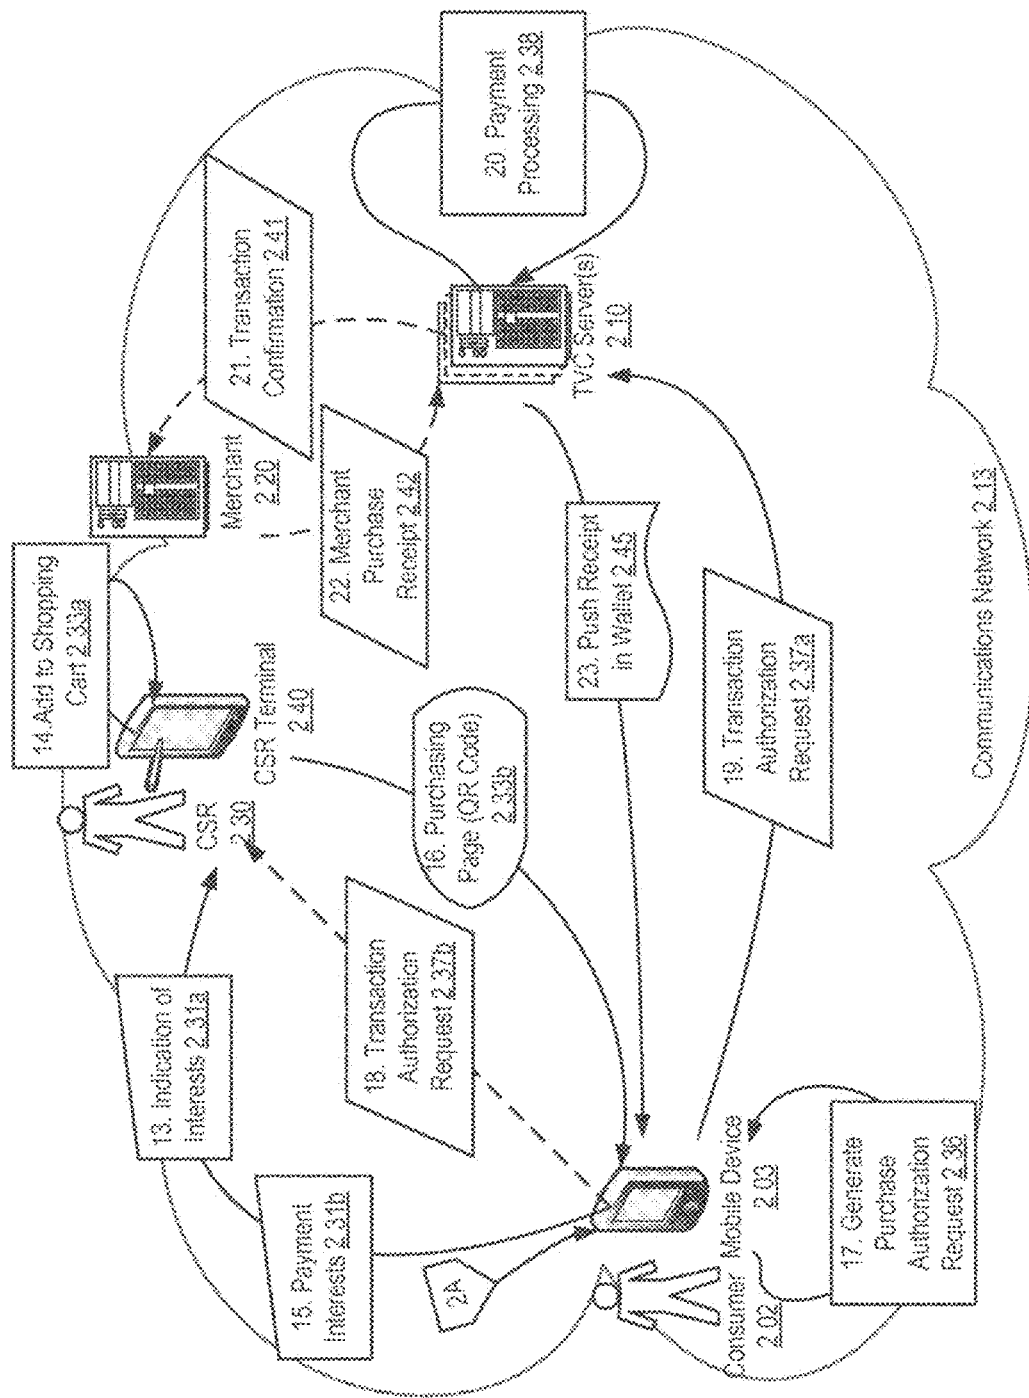 14.Add to Shopping
Cart 2.33a
Merchant
2.20
21. Transaction
Confirmation 2.41
20. Payment
Processing 2.38
13. Indication of
Interests 2.31a
CSR
2.30
CSR Terminal
2.40
22. Merchant
Purchase
Receipt 2.42
TVC Server(s)
2.10
15. Payment
Interests 2.31b
18. Transaction
Authorization
Request 2.37b
16. Purchasing
Page (QR Code)
2.33b
23. Push Receipt
in Wallet 2.45
2A
19. Transaction
Authorization
Request 2.37a
Consumer
2.02
Mobile Device
2.03
17. Generate
Purchase
Authorization
Request 2.36
Communications Network 2.13